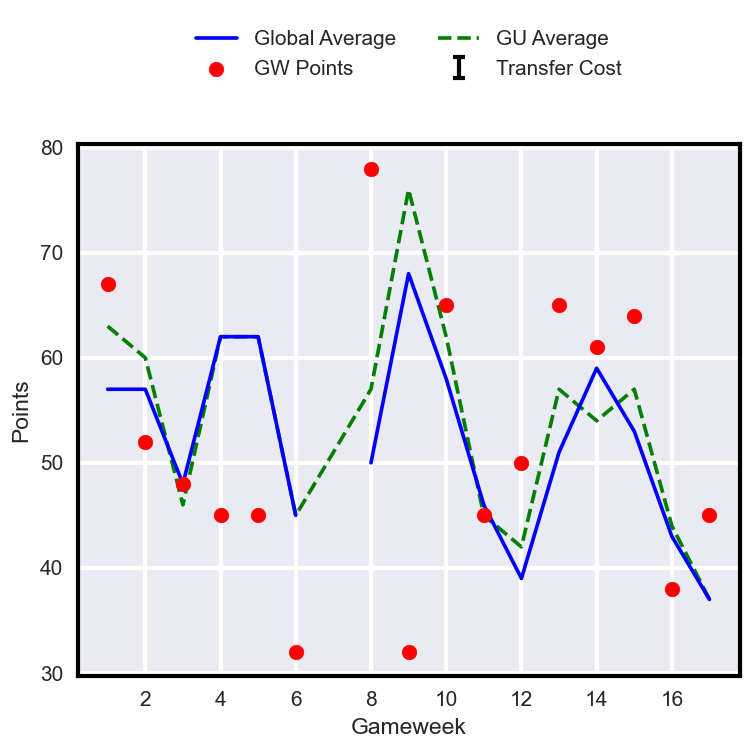 Global Average
GU Average
GW Points
Transfer Cost
80
70
60
50
40
30
Points
2 4 6 8 10 12 14 16
Gameweek